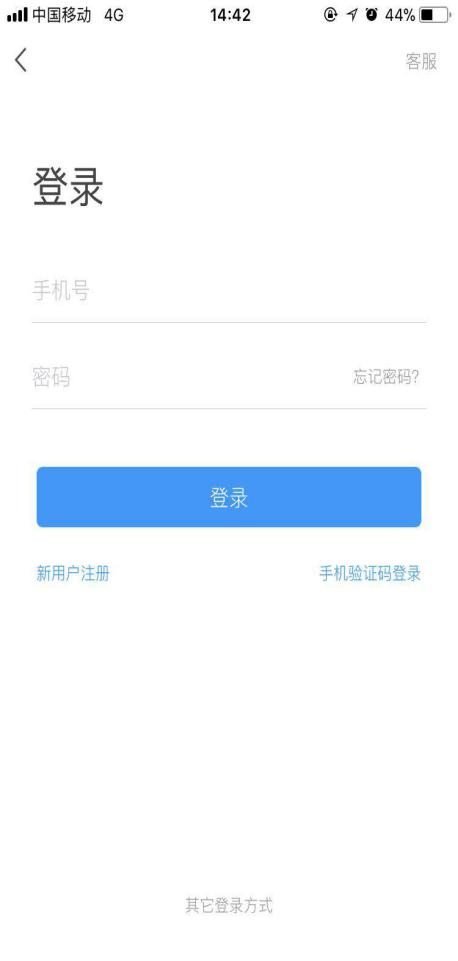 中国移动 4G 14:42 44%
客服
登录
手机号
密码 忘记密码?
登录
新用户注册 手机验证码登录
其它登录方式